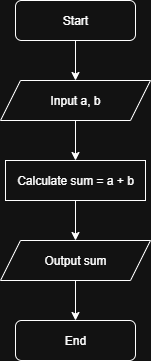 Start
Input a, b
Calculate sum = a + b
Output sum
End